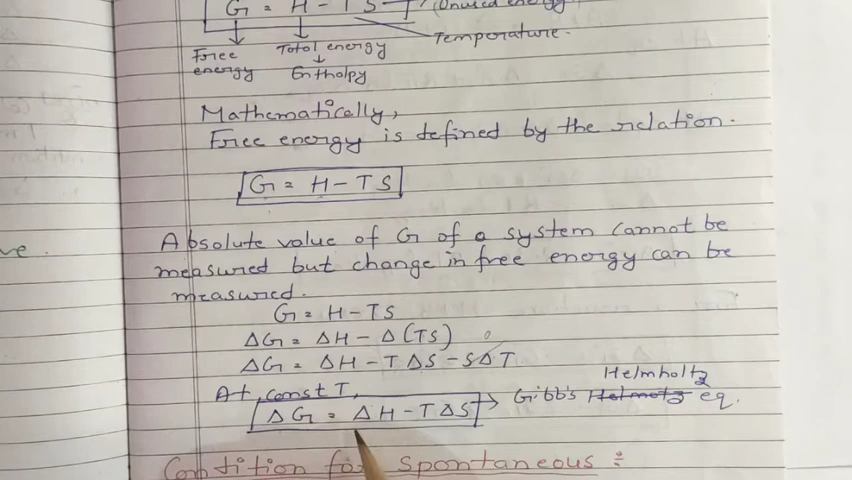 G = H - TS (Unused energy)
Free Total energy Temperature.
energy ↓
Enthalpy
Mathematically,
Free energy is defined by the relation.
G = H - TS
Absolute value of G of a system cannot be
ve.
measured but change in free energy can be
measured.
G = H - TS
ΔG = ΔH - Δ(TS)
ΔG = ΔH - TΔS - SΔT
Helmholtz
At, const T,
ΔG = ΔH - TΔS → Gibb's eq.
Condition for Spontaneous :-